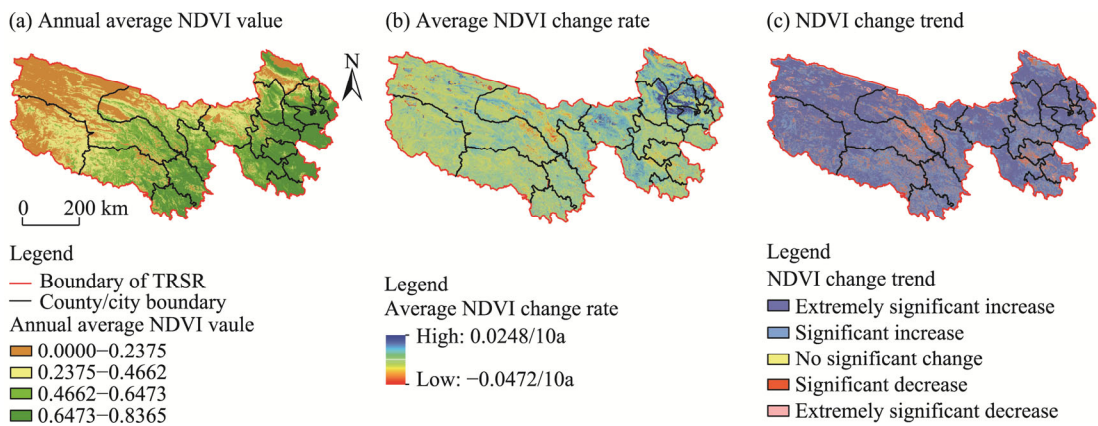 (a) Annual average NDVI value
(b) Average NDVI change rate
(c) NDVI change trend
N
0 200 km
Legend
Boundary of TRSR
County/city boundary
Annual average NDVI vaule
0.0000−0.2375
0.2375−0.4662
0.4662−0.6473
0.6473−0.8365
Legend
Average NDVI change rate
High: 0.0248/10a
Low: −0.0472/10a
Legend
NDVI change trend
Extremely significant increase
Significant increase
No significant change
Significant decrease
Extremely significant decrease